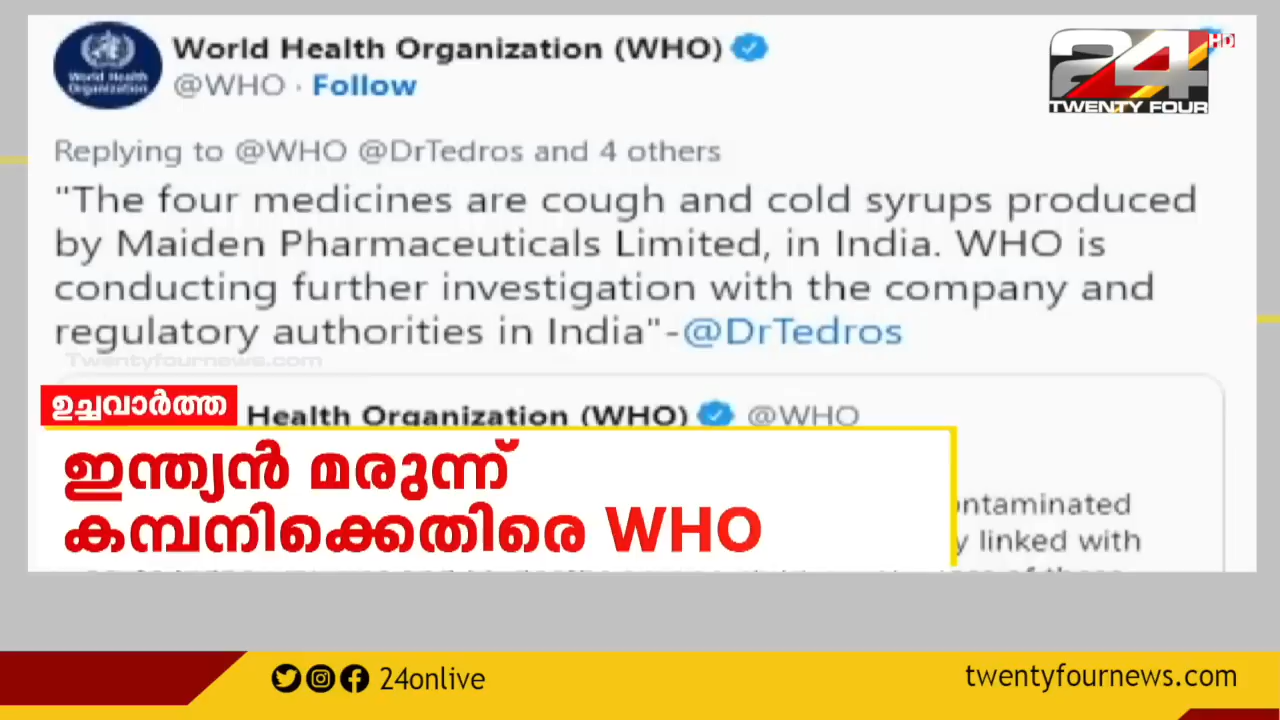 World Health Organization (WHO)
@WHO · Follow
24 HD
TWENTY FOUR
World Health
Organization
Replying to @WHO @DrTedros and 4 others
"The four medicines are cough and cold syrups produced
by Maiden Pharmaceuticals Limited, in India. WHO is
conducting further investigation with the company and
regulatory authorities in India"-@DrTedros
Twentyfournews.com
ഉച്ചവാർത്ത
Health Organization (WHO) @WHO
ഇന്ത്യൻ മരുന്ന്
കമ്പനിക്കെതിരെ WHO
linked with
24onlive
twentyfournews.com